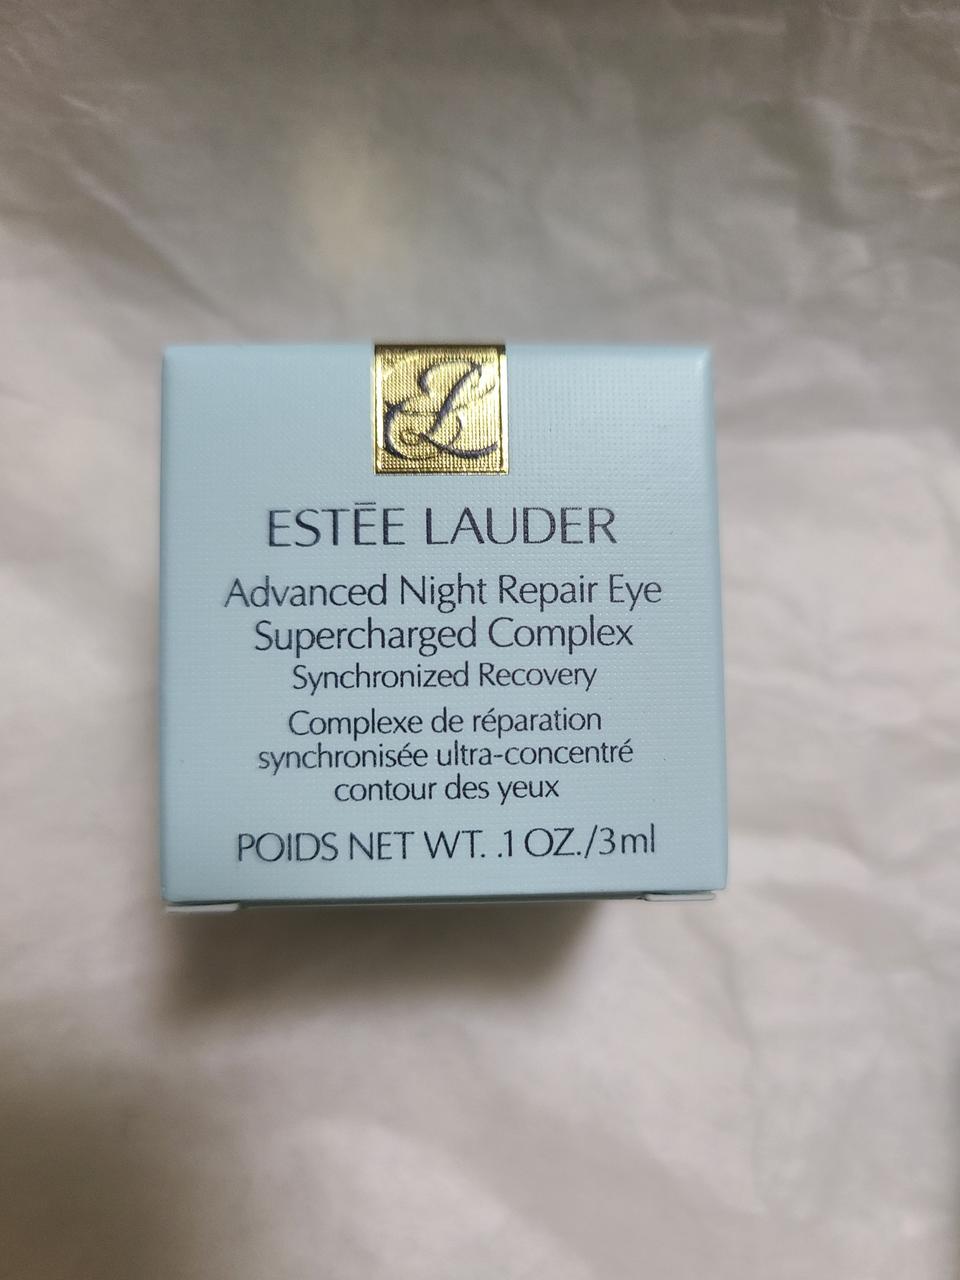 EL
ESTĒE LAUDER
Advanced Night Repair Eye
Supercharged Complex
Synchronized Recovery
Complexe de réparation
synchronisée ultra-concentré
contour des yeux
POIDS NET WT. .1 OZ./3ml